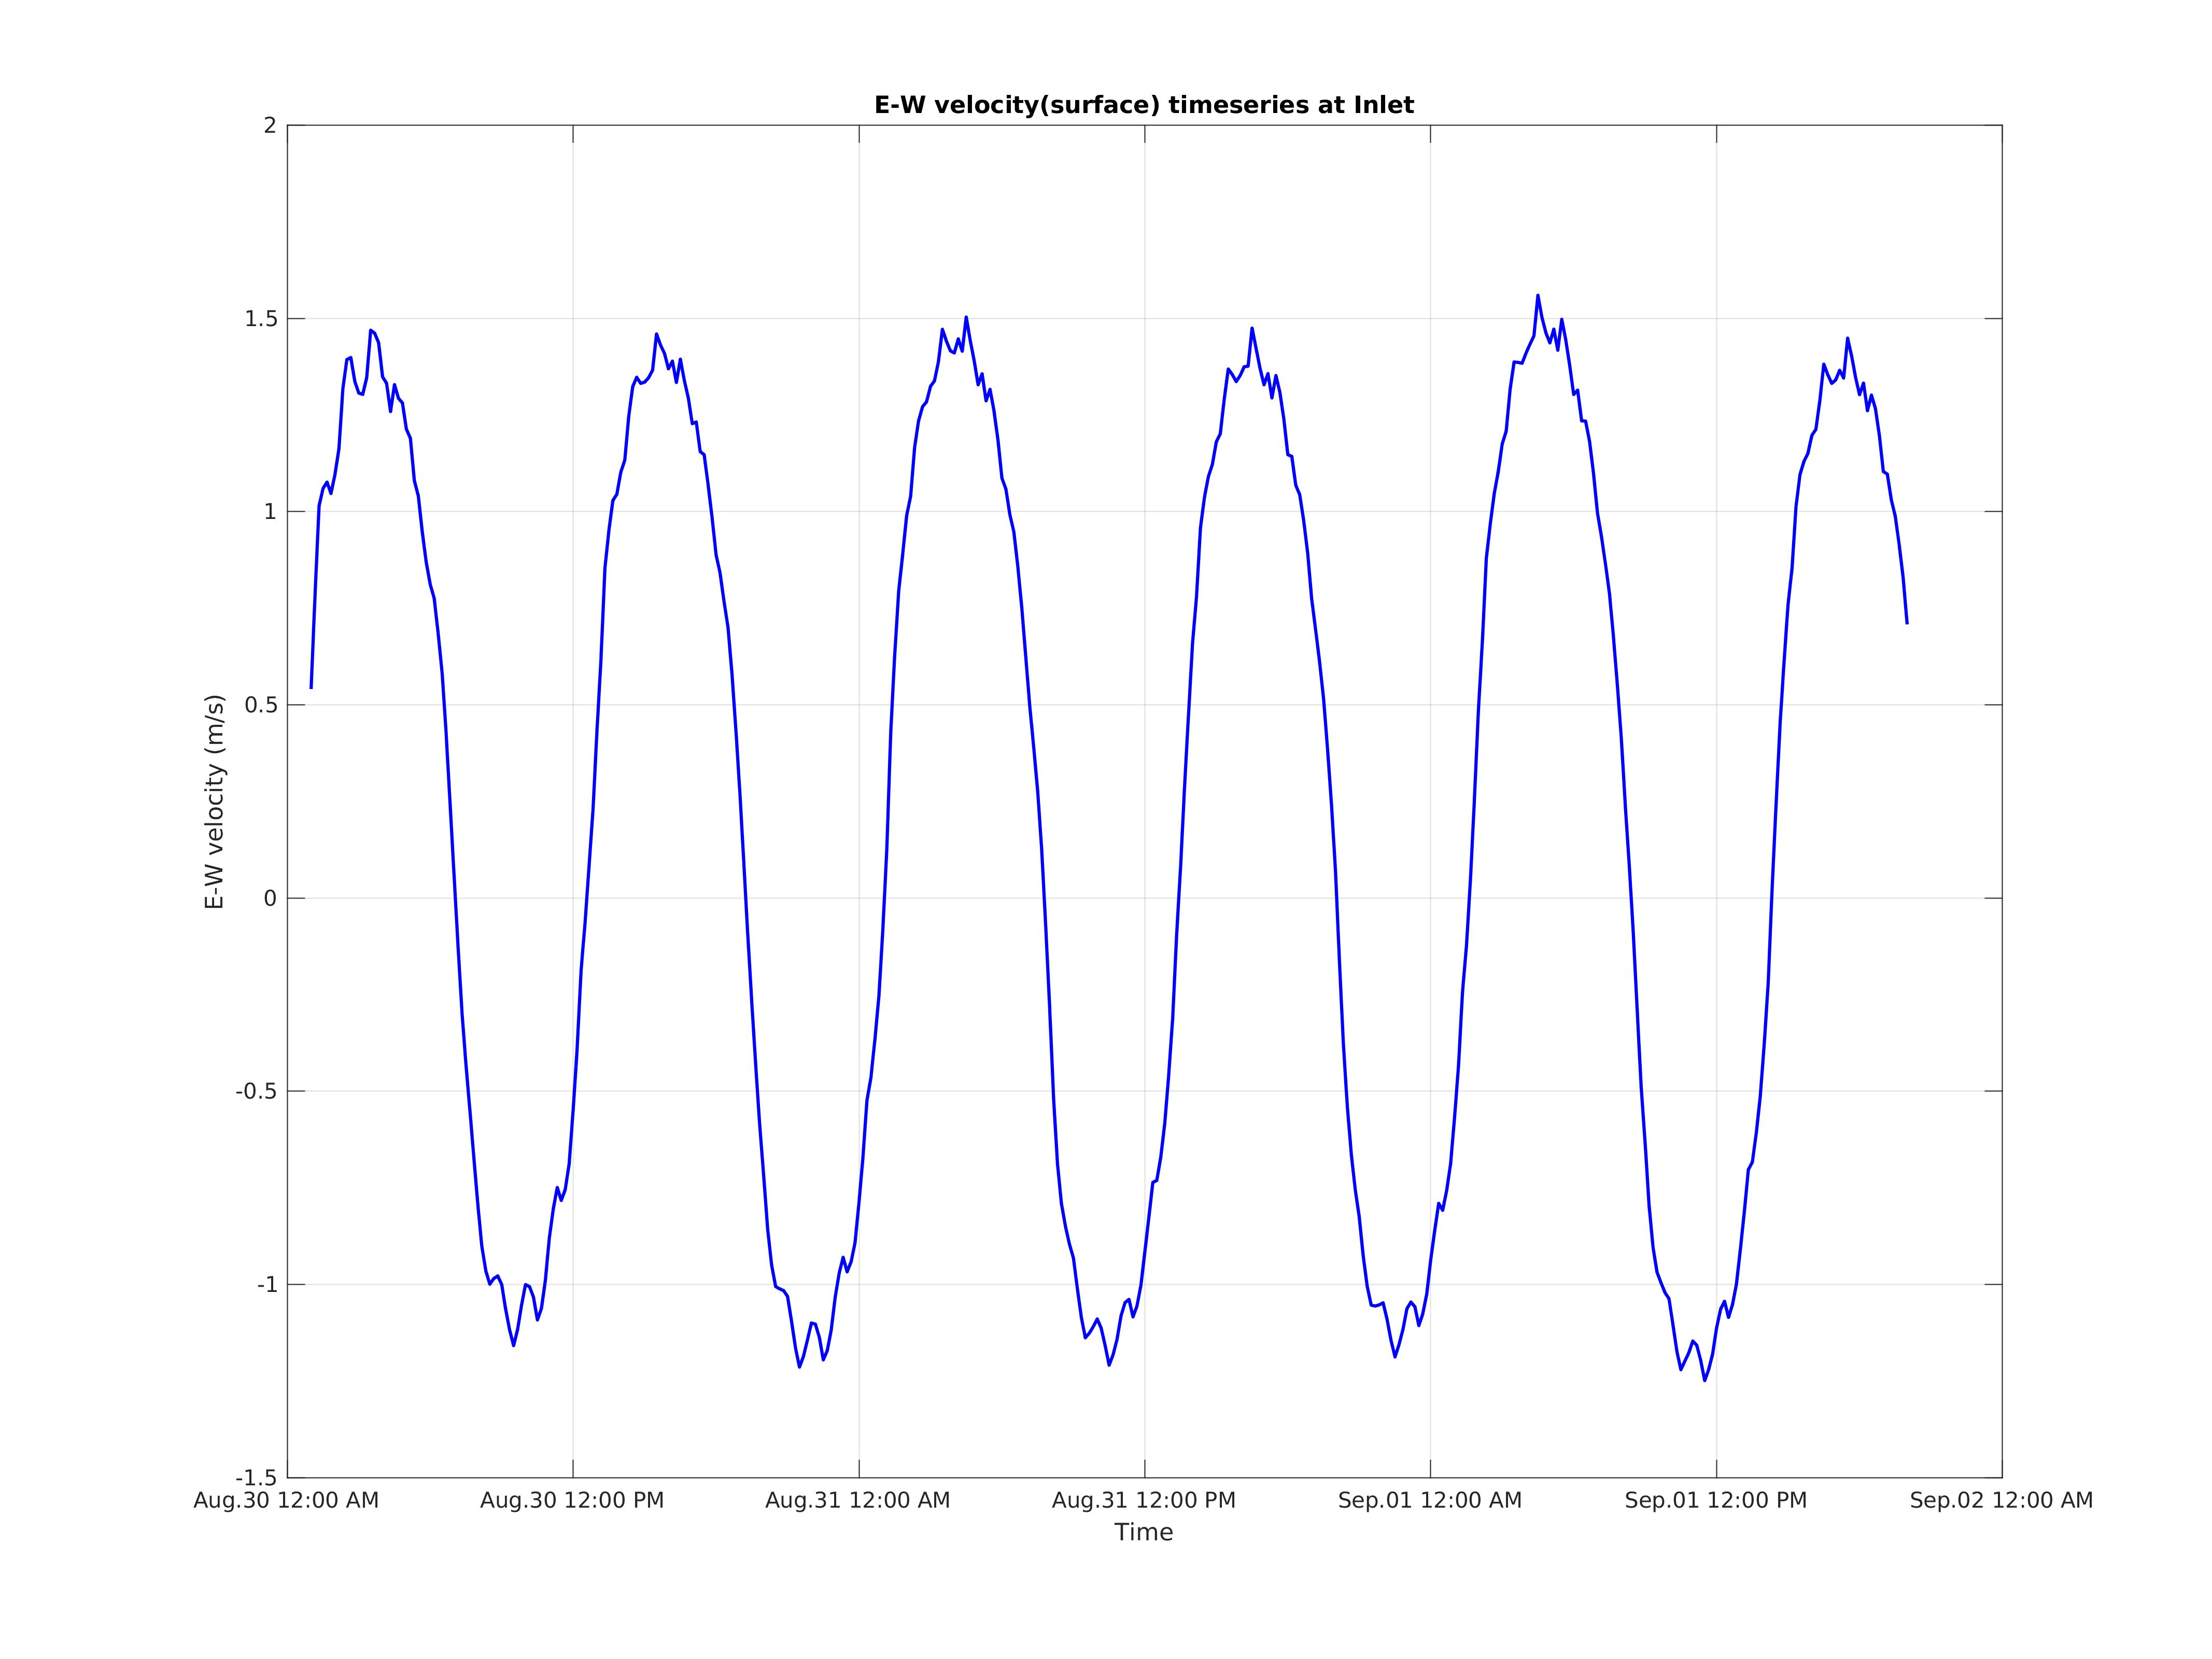 E-W velocity(surface) timeseries at Inlet
2
1.5
1
0.5
0
-0.5
-1
-1.5
E-W velocity (m/s)
Aug.30 12:00 AM Aug.30 12:00 PM Aug.31 12:00 AM Aug.31 12:00 PM Sep.01 12:00 AM Sep.01 12:00 PM Sep.02 12:00 AM
Time